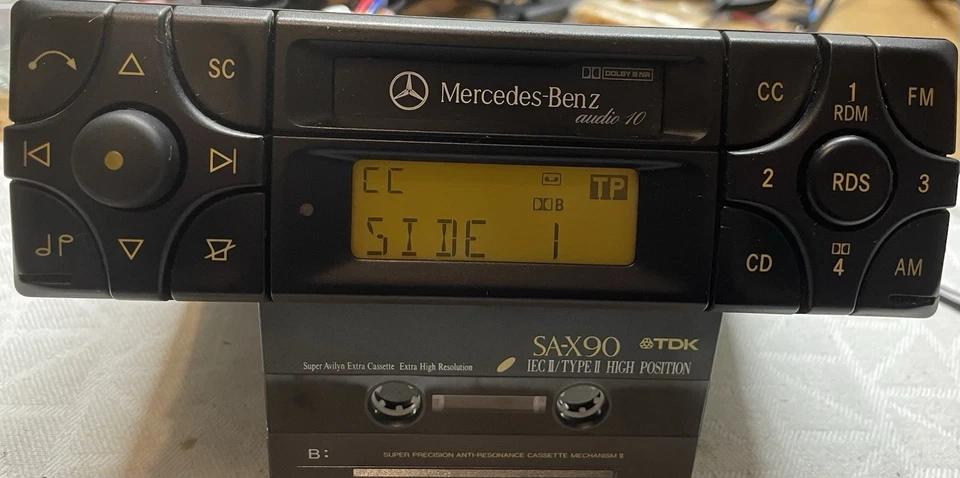 SC
DOLBY B NR
Mercedes-Benz
audio 10
CC
1
RDM
FM
2
RDS
3
CD
4
AM
CC
TP
B
SIDE 1
SA-X90
TDK
Super Avilyn Extra Cassette Extra High Resolution
IEC II/TYPE II HIGH POSITION
B:
SUPER PRECISION ANTI-RESONANCE CASSETTE MECHANISM II